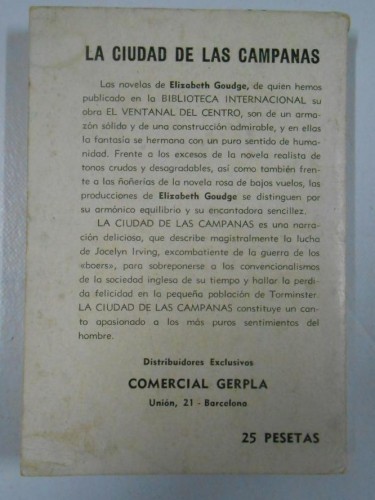 LA CIUDAD DE LAS CAMPANAS
Las novelas de Elizabeth Goudge, de quien hemos
publicado en la BIBLIOTECA INTERNACIONAL su
obra EL VENTANAL DEL CENTRO, son de un arma-
zón sólido y de una construcción admirable, y en ellas
la fantasía se hermana con un puro sentido de huma-
nidad. Frente a los excesos de la novela realista de
tonos crudos y desagradables, así como también frente
a las ñoñerías de la novela rosa de bajos vuelos, las
producciones de Elizabeth Goudge se distinguen por
su armónico equilibrio y su encantadora sencillez.
LA CIUDAD DE LAS CAMPANAS es una narra-
ción delicioso, que describe magistralmente la lucha
de Jocelyn Irving, excombatiente de la guerra de los
«boers», para sobreponerse a los convencionalismos
de la sociedad inglesa de su tiempo y hallar la per-
dida felicidad en la pequeña población de Torminster.
LA CIUDAD DE LAS CAMPANAS constituye un can-
to apasionado a los más puros sentimientos del
hombre.
Distribuidores Exclusivos
COMERCIAL GERPLA
Unión, 21 - Barcelona
25 PESETAS